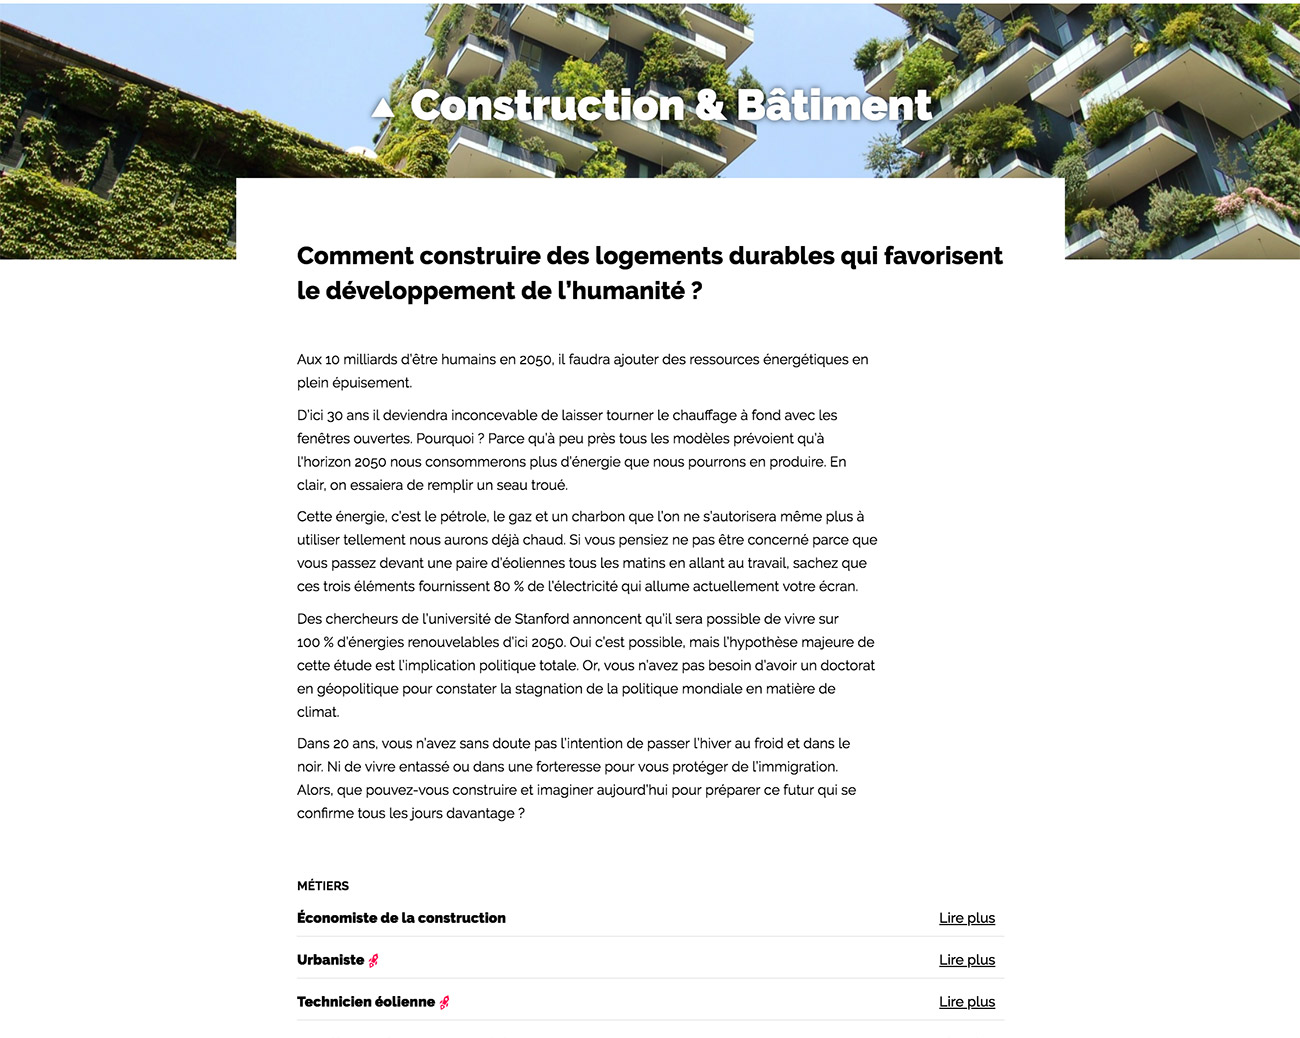 Construction & Bâtiment
Comment construire des logements durables qui favorisent
le développement de l’humanité ?
Aux 10 milliards d’être humains en 2050, il faudra ajouter des ressources énergétiques en
plein épuisement.
D’ici 30 ans il deviendra inconcevable de laisser tourner le chauffage à fond avec les
fenêtres ouvertes. Pourquoi ? Parce qu’à peu près tous les modèles prévoient qu’à
l’horizon 2050 nous consommerons plus d’énergie que nous pourrons en produire. En
clair, on essaiera de remplir un seau troué.
Cette énergie, c’est le pétrole, le gaz et un charbon que l’on ne s’autorisera même plus à
utiliser tellement nous aurons déjà chaud. Si vous pensiez ne pas être concerné parce que
vous passez devant une paire d’éoliennes tous les matins en allant au travail, sachez que
ces trois éléments fournissent 80 % de l’électricité qui allume actuellement votre écran.
Des chercheurs de l’université de Stanford annoncent qu’il sera possible de vivre sur
100 % d’énergies renouvelables d’ici 2050. Oui c’est possible, mais l’hypothèse majeure de
cette étude est l’implication politique totale. Or, vous n’avez pas besoin d’avoir un doctorat
en géopolitique pour constater la stagnation de la politique mondiale en matière de
climat.
Dans 20 ans, vous n’avez sans doute pas l’intention de passer l’hiver au froid et dans le
noir. Ni de vivre entassé ou dans une forteresse pour vous protéger de l’immigration.
Alors, que pouvez-vous construire et imaginer aujourd’hui pour préparer ce futur qui se
confirme tous les jours davantage ?
MÉTIERS
Économiste de la construction Lire plus
Urbaniste Lire plus
Technicien éolienne Lire plus